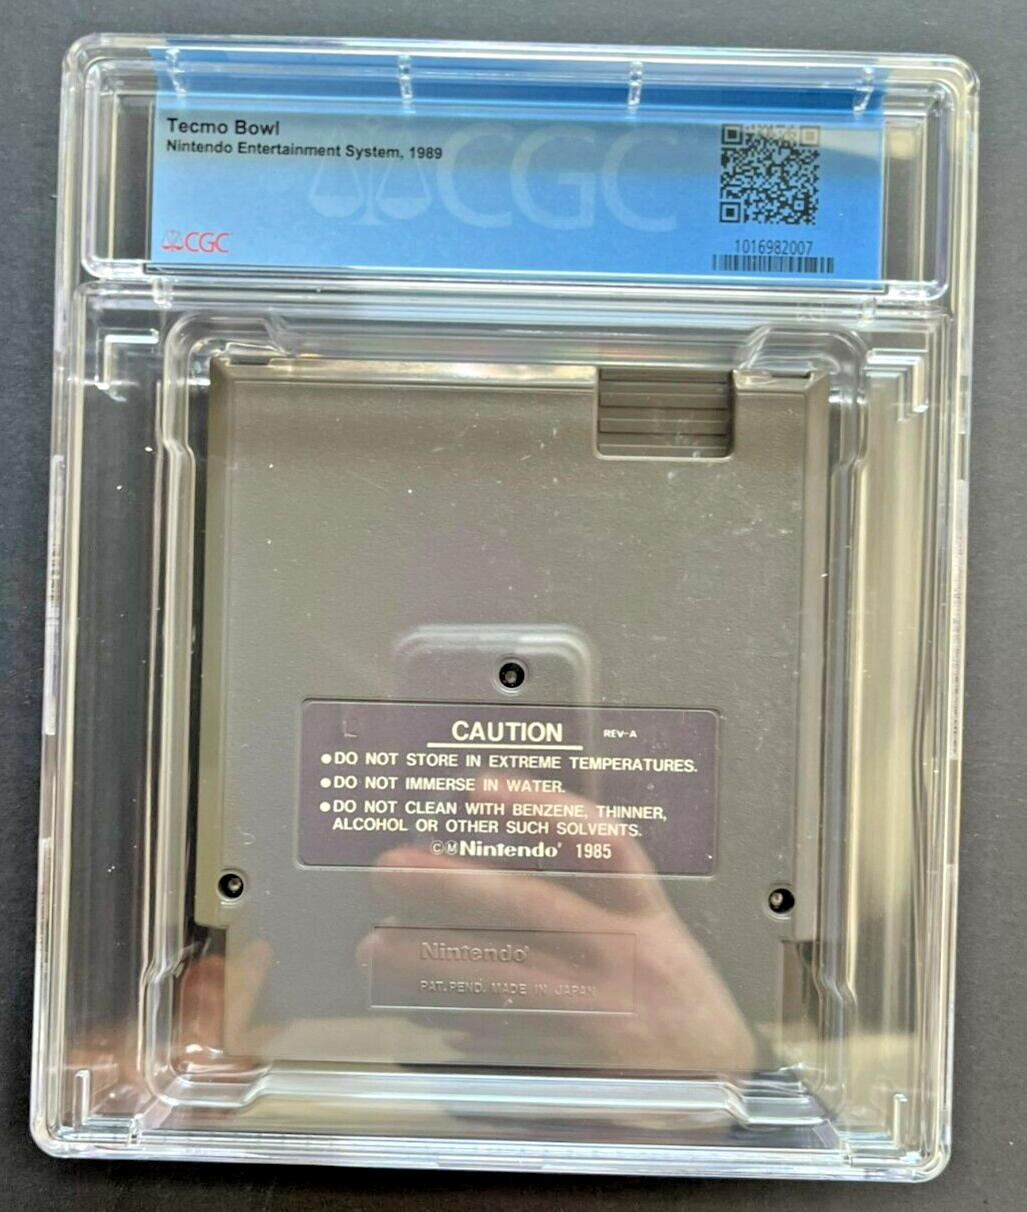 Tecmo Bowl
Nintendo Entertainment System, 1989
CGC
CGC
1016982007
CAUTION REV-A
●DO NOT STORE IN EXTREME TEMPERATURES.
●DO NOT IMMERSE IN WATER.
●DO NOT CLEAN WITH BENZENE, THINNER,
ALCOHOL OR OTHER SUCH SOLVENTS.
ⒸⓂNintendo® 1985
Nintendo®
PAT. PEND. MADE IN JAPAN